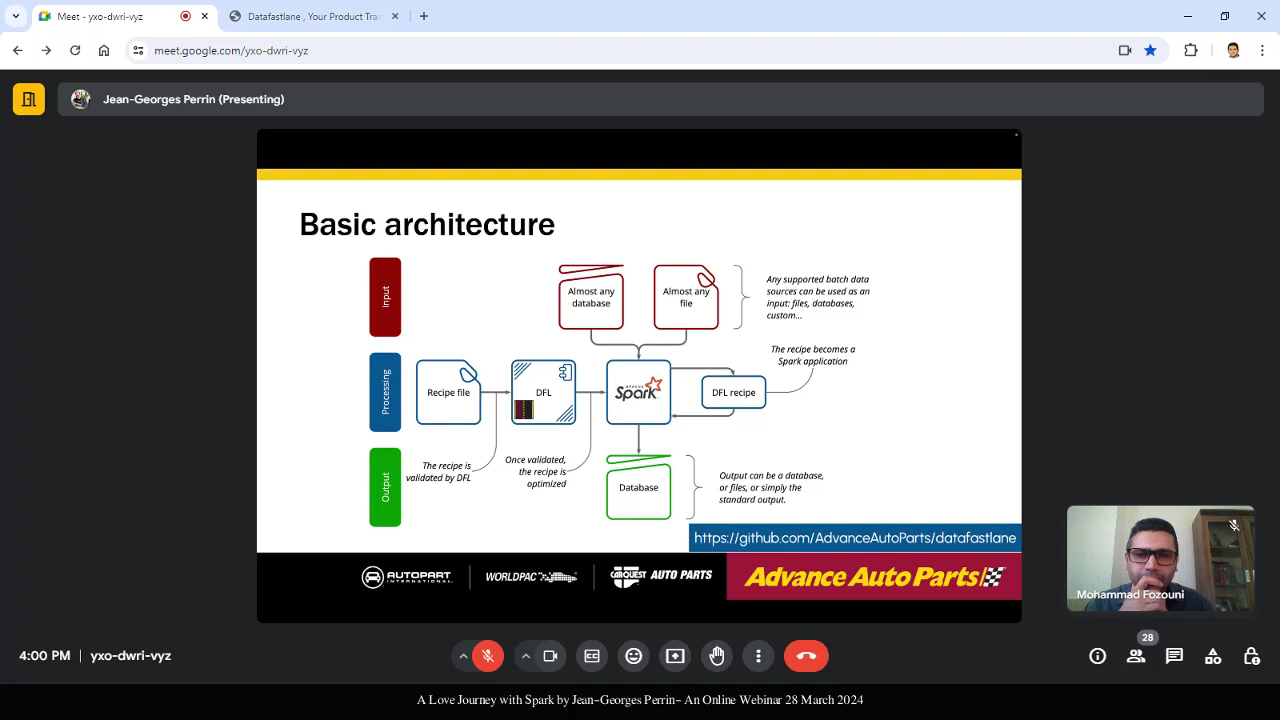 Meet - yxo-dwri-vyz
Datafastlane , Your Product Tra
meet.google.com/yxo-dwri-vyz
Jean-Georges Perrin (Presenting)
Basic architecture
Input
Almost any
database
Almost any
file
Any supported batch data
sources can be used as an
input: files, databases,
custom...
The recipe becomes a
Spark application
Processing
Recipe file
DFL
APACHE
Spark
DFL recipe
The recipe is
validated by DFL
Once validated,
the recipe is
optimized
Output
Database
Output can be a database,
or files, or simply the
standard output.
https://github.com/AdvanceAutoParts/datafastlane
AUTOPART
INTERNATIONAL
WORLDPAC
CARQUEST AUTO PARTS
Advance Auto Parts
Mohammad Fozouni
4:00 PM | yxo-dwri-vyz
28
A Love Journey with Spark by Jean-Georges Perrin- An Online Webinar 28 March 2024